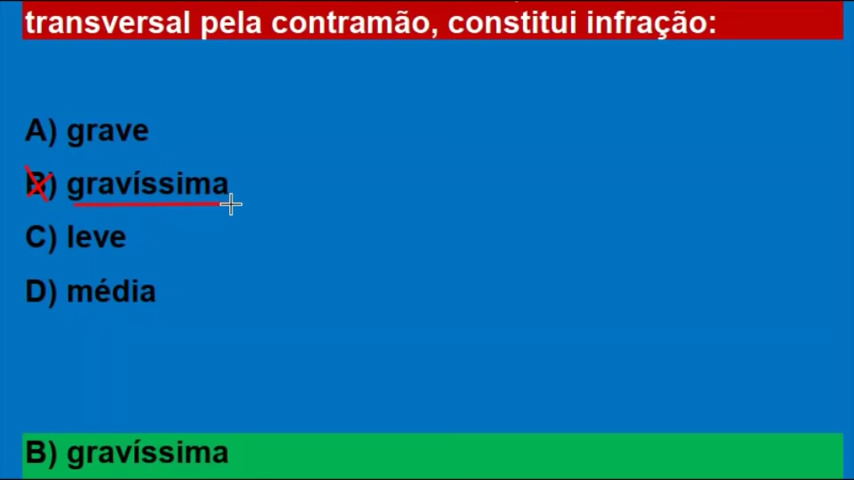 transversal pela contramão, constitui infração:
A) grave
B) gravíssima
C) leve
D) média
B) gravíssima